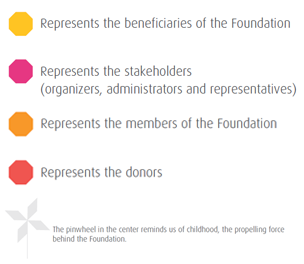 Represents the beneficiaries of the Foundation
Represents the stakeholders
(organizers, administrators and representatives)
Represents the members of the Foundation
Represents the donors
The pinwheel in the center reminds us of childhood, the propelling force
behind the Foundation.